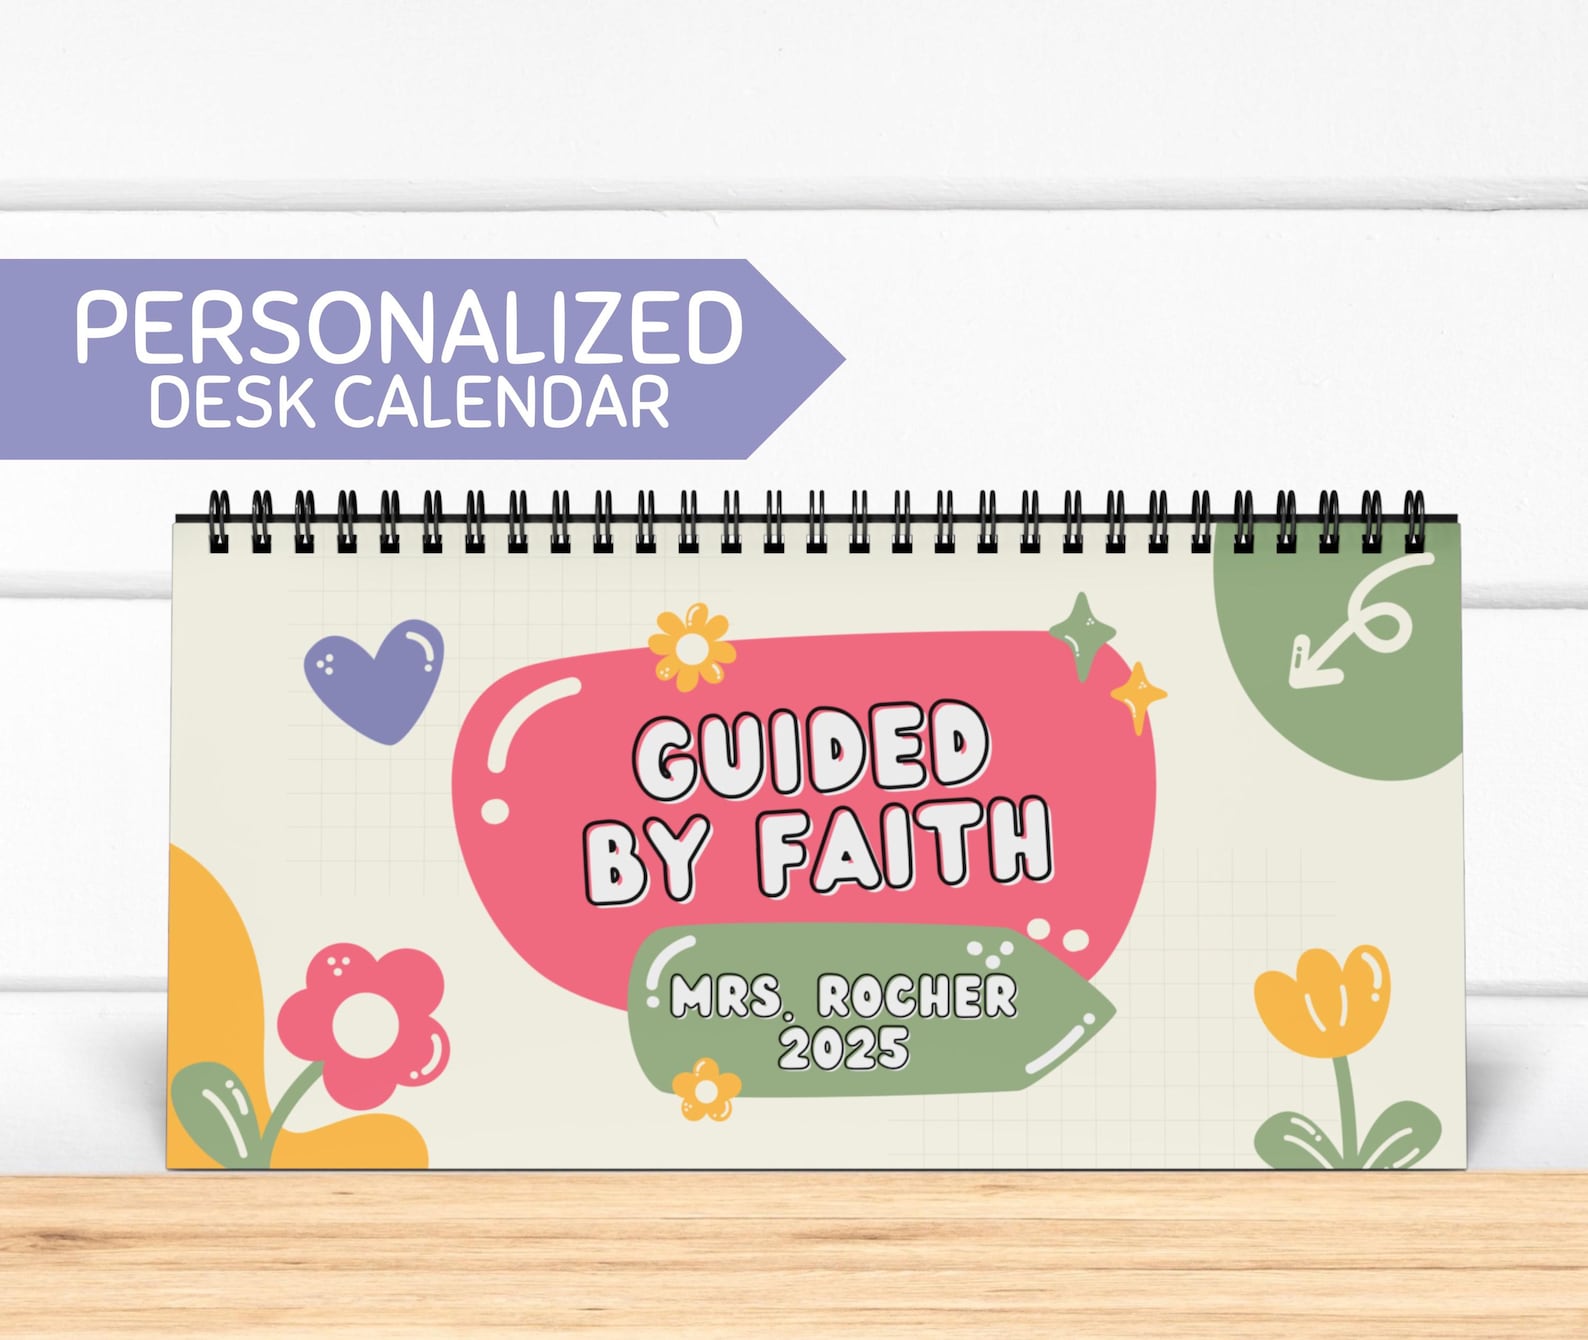 PERSONALIZED
DESK CALENDAR
GUIDED
BY FAITH
MRS. ROCHER
2025